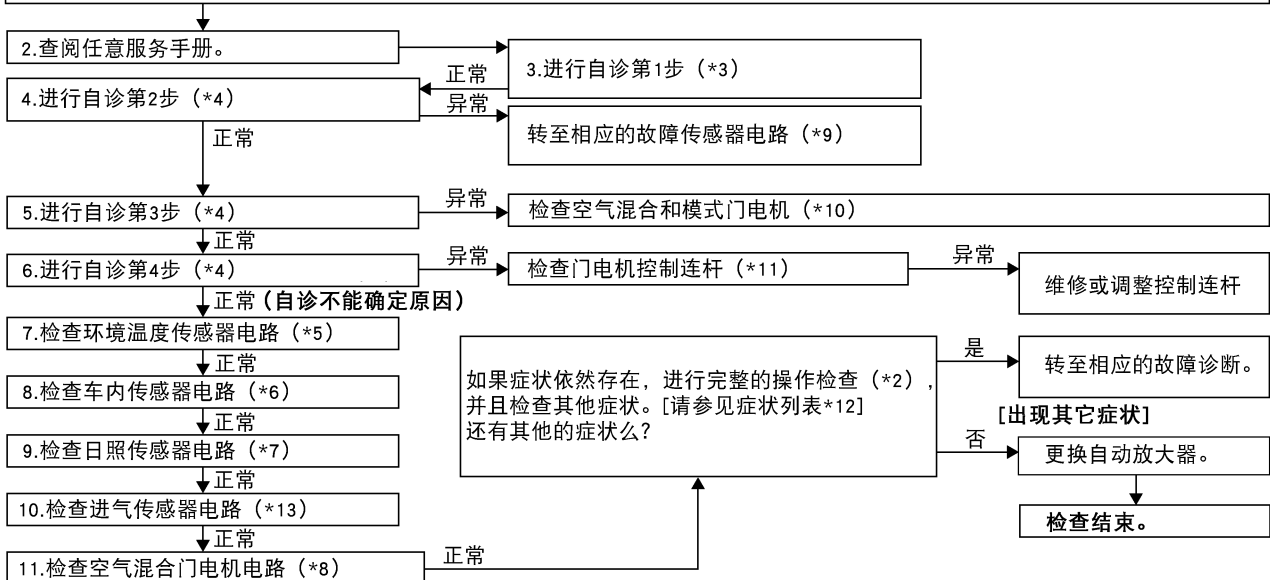 2.查阅任意服务手册。
3.进行自诊第1步（*3）
正常
4.进行自诊第2步（*4）
异常
转至相应的故障传感器电路（*9）
正常
5.进行自诊第3步（*4）
异常
检查空气混合和模式门电机（*10）
正常
6.进行自诊第4步（*4）
异常
检查门电机控制连杆（*11）
异常
维修或调整控制连杆
正常（自诊不能确定原因）
7.检查环境温度传感器电路（*5）
正常
8.检查车内传感器电路（*6）
正常
9.检查日照传感器电路（*7）
正常
10.检查进气传感器电路（*13）
正常
11.检查空气混合门电机电路（*8）
正常
如果症状依然存在，进行完整的操作检查（*2），
并且检查其他症状。[请参见症状列表*12]
还有其他的症状么？
是
转至相应的故障诊断。
[出现其它症状]
否
更换自动放大器。
检查结束。